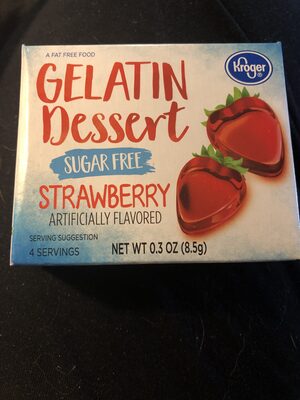 A FAT FREE FOOD
Kroger®
GELATIN
Dessert
SUGAR FREE
STRAWBERRY
ARTIFICIALLY FLAVORED
SERVING SUGGESTION
4 SERVINGS
NET WT 0.3 OZ (8.5g)